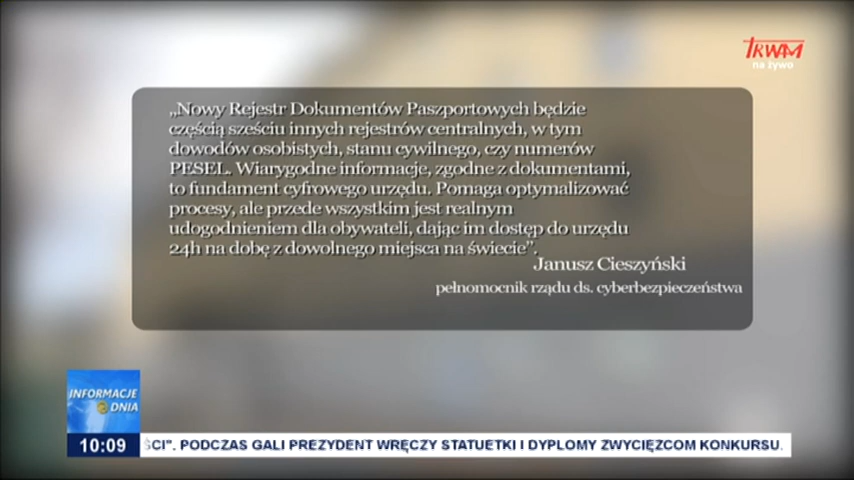 TRWAM
na żywo
„Nowy Rejestr Dokumentów Paszportowych będzie
częścią sześciu innych rejestrów centralnych, w tym
dowodów osobistych, stanu cywilnego, czy numerów
PESEL. Wiarygodne informacje, zgodne z dokumentami,
to fundament cyfrowego urzędu. Pomaga optymalizować
procesy, ale przede wszystkim jest realnym
udogodnieniem dla obywateli, dając im dostęp do urzędu
24h na dobę z dowolnego miejsca na świecie”.
Janusz Cieszyński
pełnomocnik rządu ds. cyberbezpieczeństwa
INFORMACJE
DNIA
10:09 ŚCI". PODCZAS GALI PREZYDENT WRĘCZY STATUETKI I DYPLOMY ZWYCIĘZCOM KONKURSU.